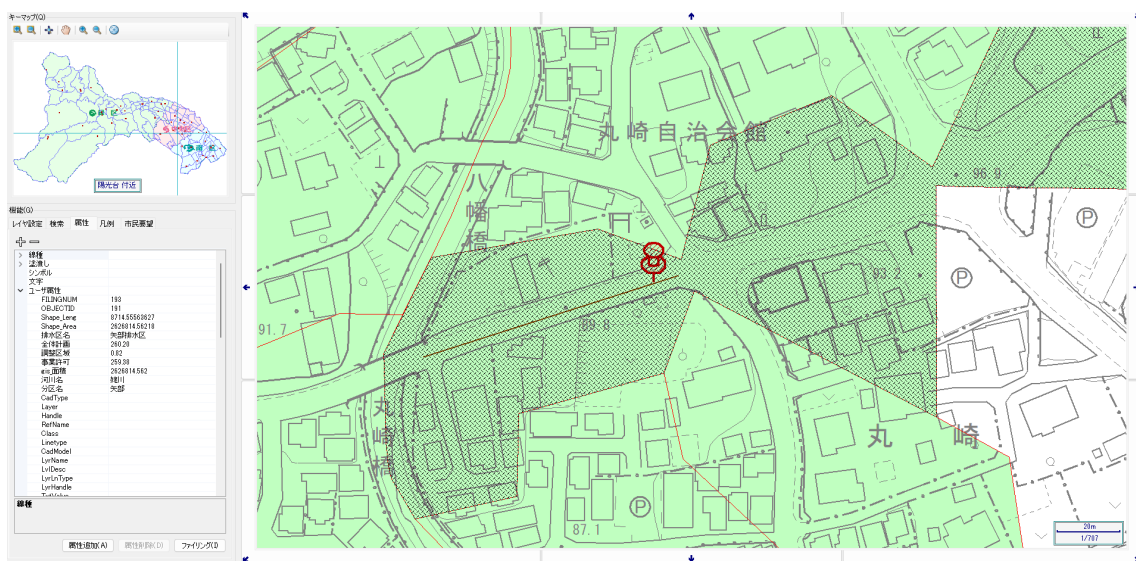 キーマップ(Q)
陽光台 付近
機能(G)
レイヤ設定 検索 属性 凡例 市民要望
線種
塗潰し
シンボル
文字
ユーザ属性
FILINGNUM 193
OBJECTID 191
Shape_Leng 8714.55563627
Shape_Area 2626814.56218
排水区名 矢部排水区
全体計画 260.20
調整区域 0.82
事業許可 259.38
gis_面積 2626814.562
河川名 境川
分区名 矢部
CadType
Layer
Handle
RefName
Class
Linetype
CadModel
LyrName
LvlDesc
LyrLnType
LyrHandle
線種
属性追加(A) 属性削除(D) ファイリング(I)
丸崎自治会館
八幡橋
96.9
P
P
93.7
91.7
89.8
丸崎橋
丸崎
P
87.1
20m
1/707